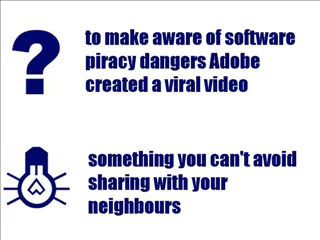 to make aware of software
piracy dangers Adobe
created a viral video
something you can't avoid
sharing with your
neighbours